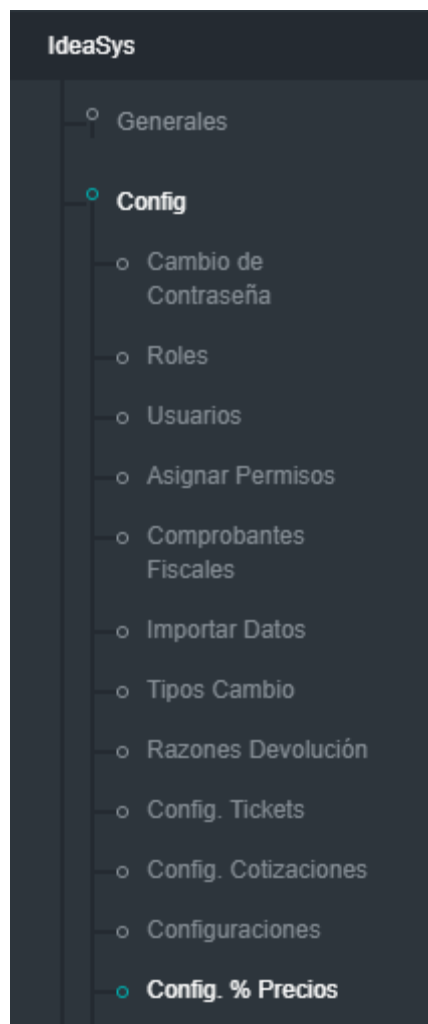 IdeaSys
Generales
Config
Cambio de
Contraseña
Roles
Usuarios
Asignar Permisos
Comprobantes
Fiscales
Importar Datos
Tipos Cambio
Razones Devolución
Config. Tickets
Config. Cotizaciones
Configuraciones
Config. % Precios